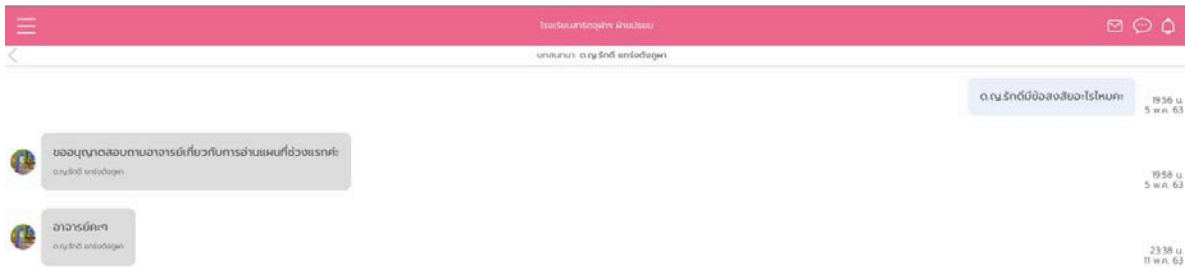 โรงเรียนสาธิตจุฬาฯ ฝ่ายประถม
บทสนทนา: ด.ญ.รักดี แกร่งดังภูผา
ด.ญ.รักดีมีข้อสงสัยอะไรไหมคะ
19:56 น.
5 พ.ค. 63
ขออนุญาตสอบถามอาจารย์เกี่ยวกับการอ่านแผนที่ช่วงแรกค่ะ
ด.ญ.รักดี แกร่งดังภูผา
19:58 น.
5 พ.ค. 63
อาจารย์คะๆ
ด.ญ.รักดี แกร่งดังภูผา
23:38 น.
11 พ.ค. 63